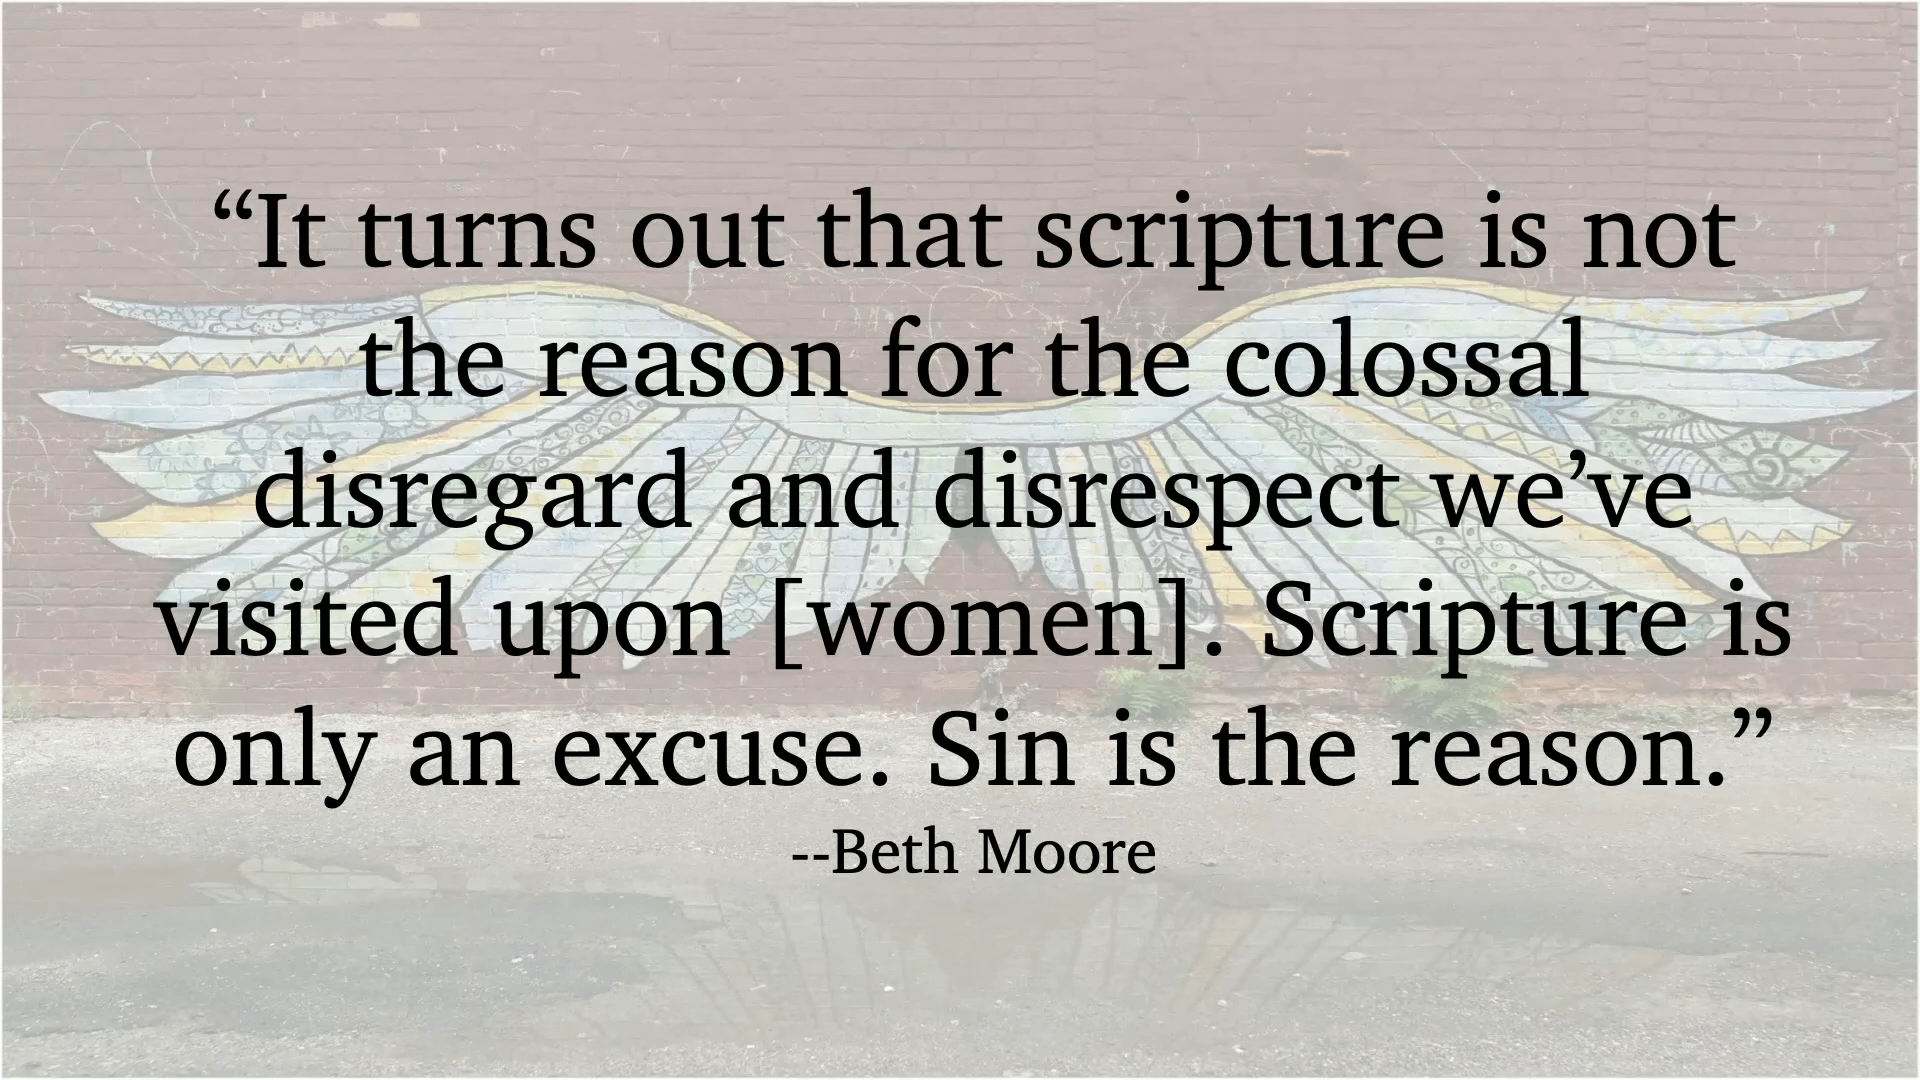 “It turns out that scripture is not
the reason for the colossal
disregard and disrespect we’ve
visited upon [women]. Scripture is
only an excuse. Sin is the reason.”
--Beth Moore